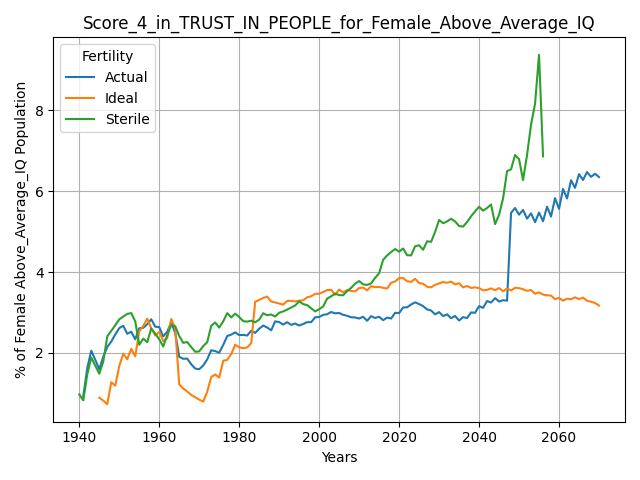 Score_4_in_TRUST_IN_PEOPLE_for_Female_Above_Average_IQ
% of Female Above_Average_IQ Population
8
6
4
2
Fertility
Actual
Ideal
Sterile
1940 1960 1980 2000 2020 2040 2060
Years